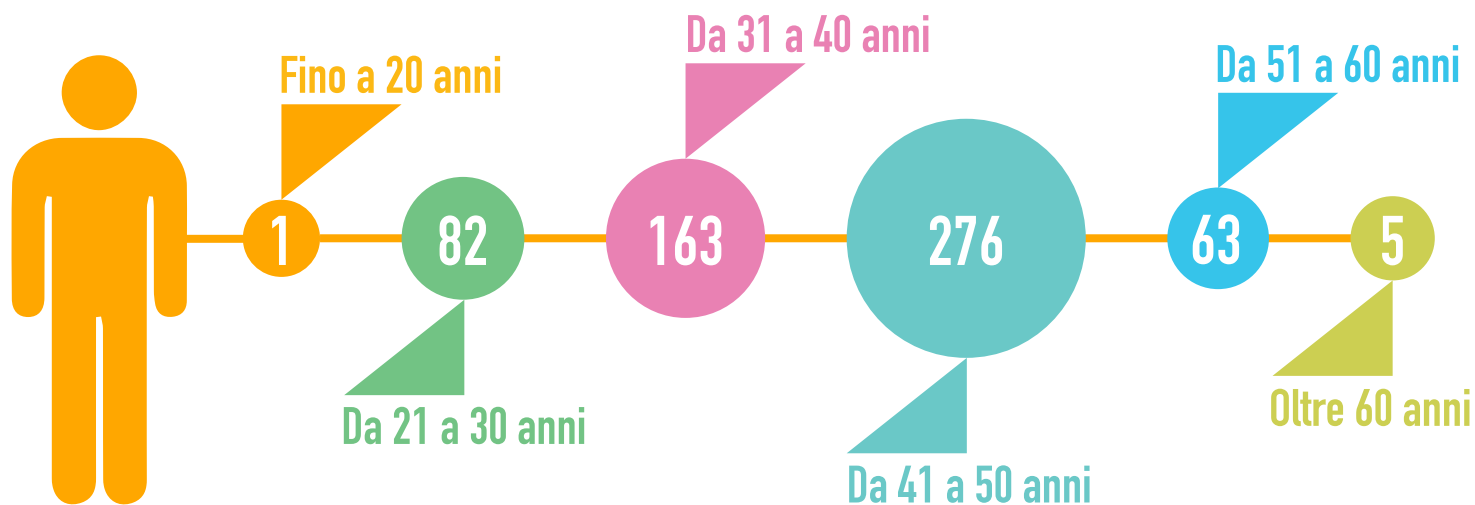 Fino a 20 anni
1
82
Da 21 a 30 anni
Da 31 a 40 anni
163
276
Da 41 a 50 anni
Da 51 a 60 anni
63
5
Oltre 60 anni